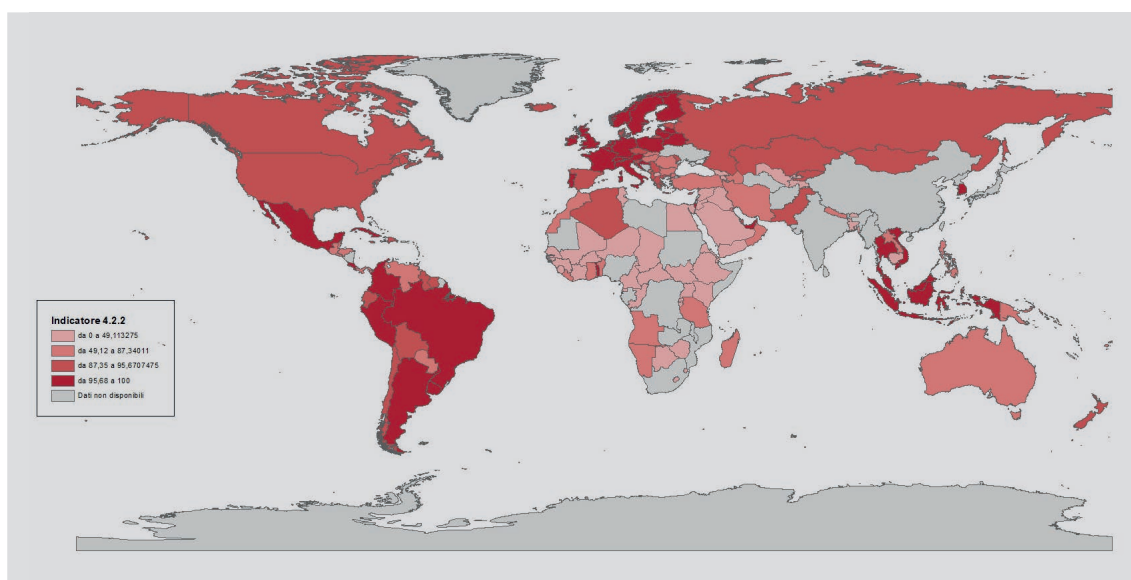 Indicatore 4.2.2
da 0 a 49,113275
da 49,12 a 87,34011
da 87,35 a 95,6707475
da 95,68 a 100
Dati non disponibili